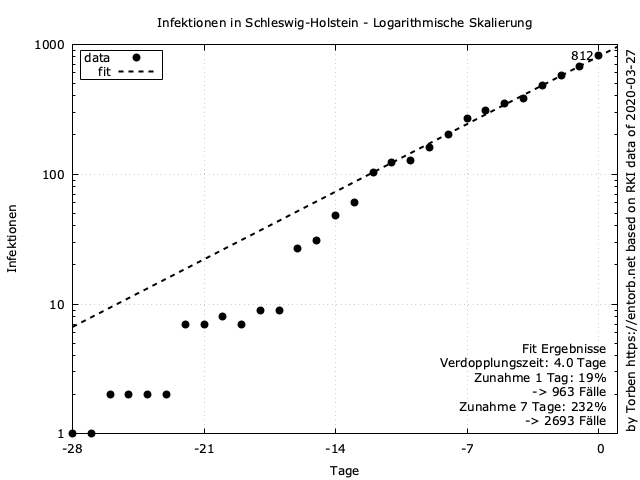 Infektionen in Schleswig-Holstein - Logarithmische Skalierung
1000
100
10
1
Infektionen
data
fit
812
Fit Ergebnisse
Verdopplungszeit: 4.0 Tage
Zunahme 1 Tag: 19%
-> 963 Fälle
Zunahme 7 Tage: 232%
-> 2693 Fälle
-28 -21 -14 -7 0
Tage
by Torben https://entorb.net based on RKI data of 2020-03-27